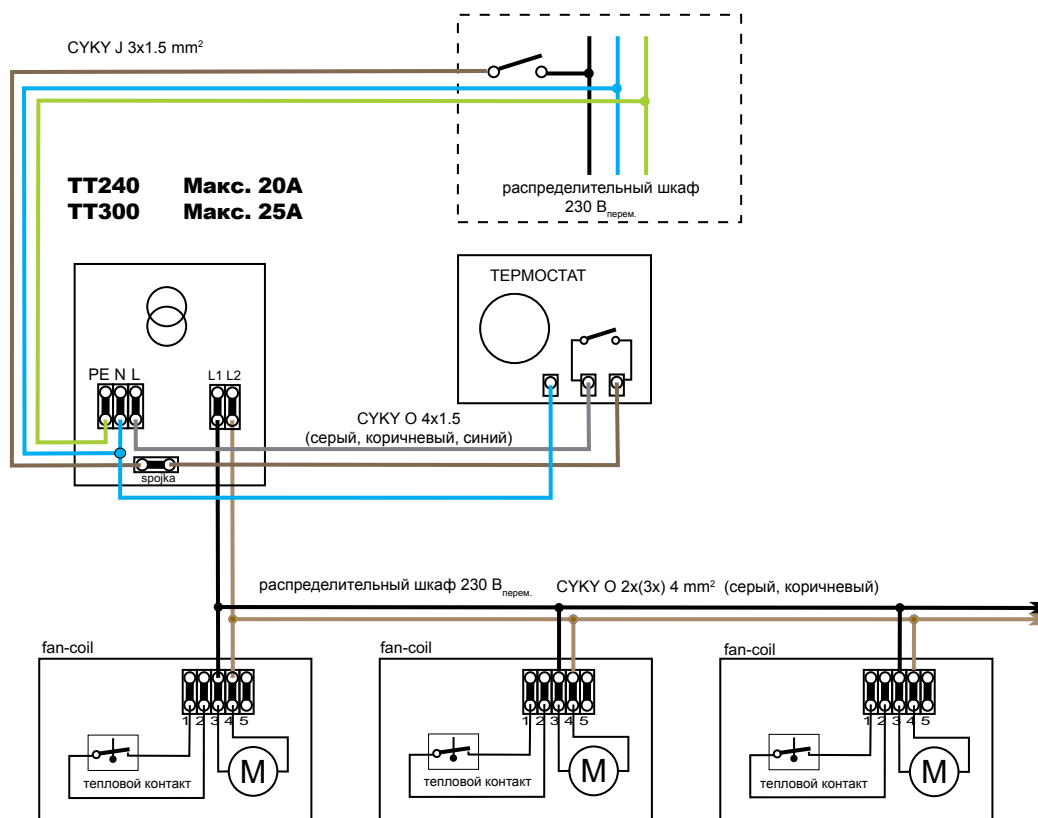 CYKY J 3x1.5 mm²
TT240 Макс. 20A
TT300 Макс. 25A
распределительный шкаф
230 В перем.
ТЕРМОСТАТ
PE N L
L1 L2
CYKY O 4x1.5
(серый, коричневый, синий)
spojka
распределительный шкаф 230 В перем.
CYKY O 2x(3x) 4 mm² (серый, коричневый)
fan-coil
1 2 3 4 5
M
тепловой контакт
fan-coil
1 2 3 4 5
M
тепловой контакт
fan-coil
1 2 3 4 5
M
тепловой контакт